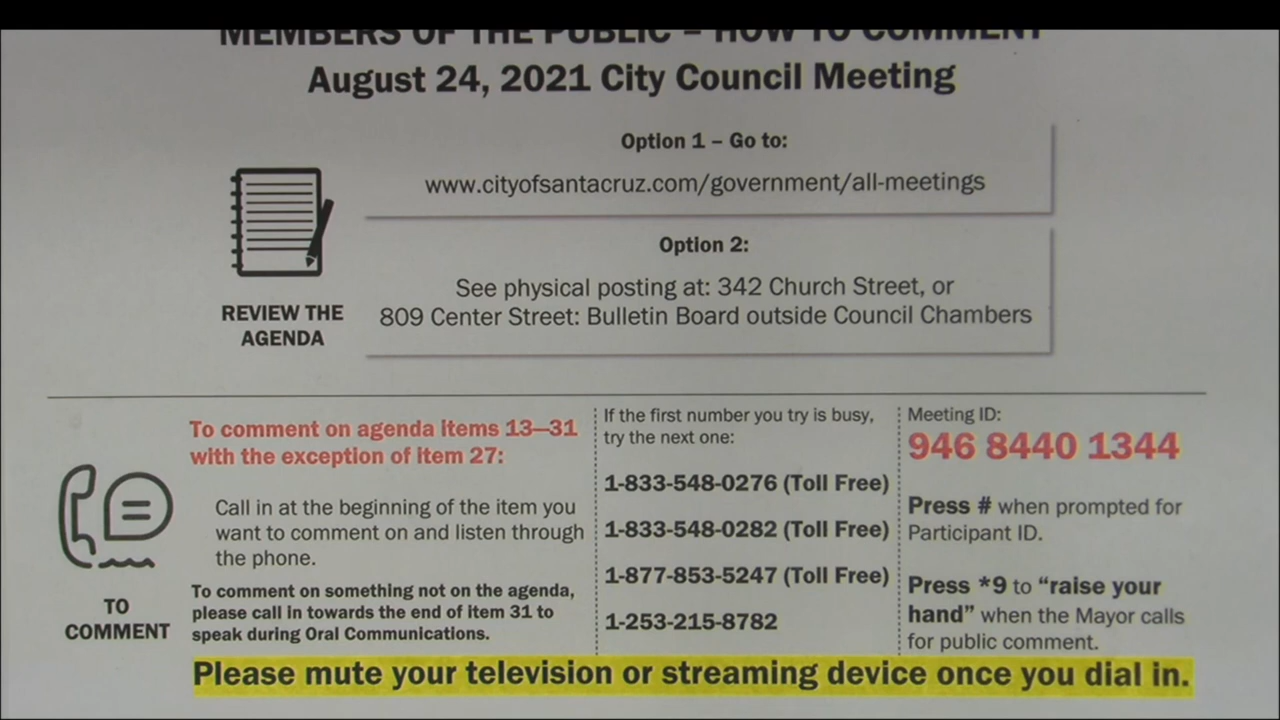 MEMBERS OF THE PUBLIC – HOW TO COMMENT
August 24, 2021 City Council Meeting
Option 1 – Go to:
www.cityofsantacruz.com/government/all-meetings
Option 2:
See physical posting at: 342 Church Street, or
809 Center Street: Bulletin Board outside Council Chambers
REVIEW THE
AGENDA
To comment on agenda items 13—31
with the exception of item 27:
Call in at the beginning of the item you
want to comment on and listen through
the phone.
To comment on something not on the agenda,
please call in towards the end of item 31 to
speak during Oral Communications.
TO
COMMENT
If the first number you try is busy,
try the next one:
1-833-548-0276 (Toll Free)
1-833-548-0282 (Toll Free)
1-877-853-5247 (Toll Free)
1-253-215-8782
Meeting ID:
946 8440 1344
Press # when prompted for
Participant ID.
Press *9 to “raise your
hand” when the Mayor calls
for public comment.
Please mute your television or streaming device once you dial in.